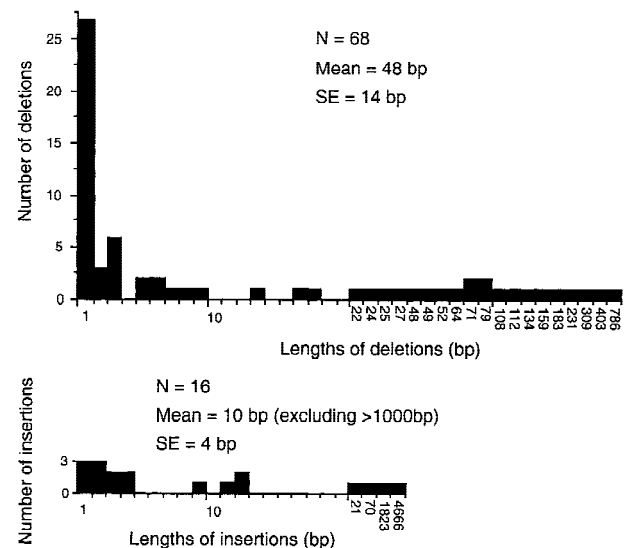 N = 68
Mean = 48 bp
SE = 14 bp
Number of deletions
25
20
15
10
5
0
1 10 22 24 25 27 48 49 52 64 71 79 108 112 134 159 183 231 309 403 786
Lengths of deletions (bp)
N = 16
Mean = 10 bp (excluding >1000bp)
SE = 4 bp
Number of insertions
3
0
1 10 21 70 1823 4666
Lengths of insertions (bp)